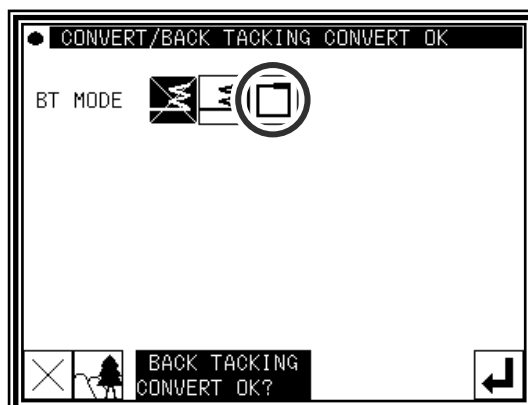 CONVERT/BACK TACKING CONVERT OK
BT MODE
BACK TACKING
CONVERT OK?